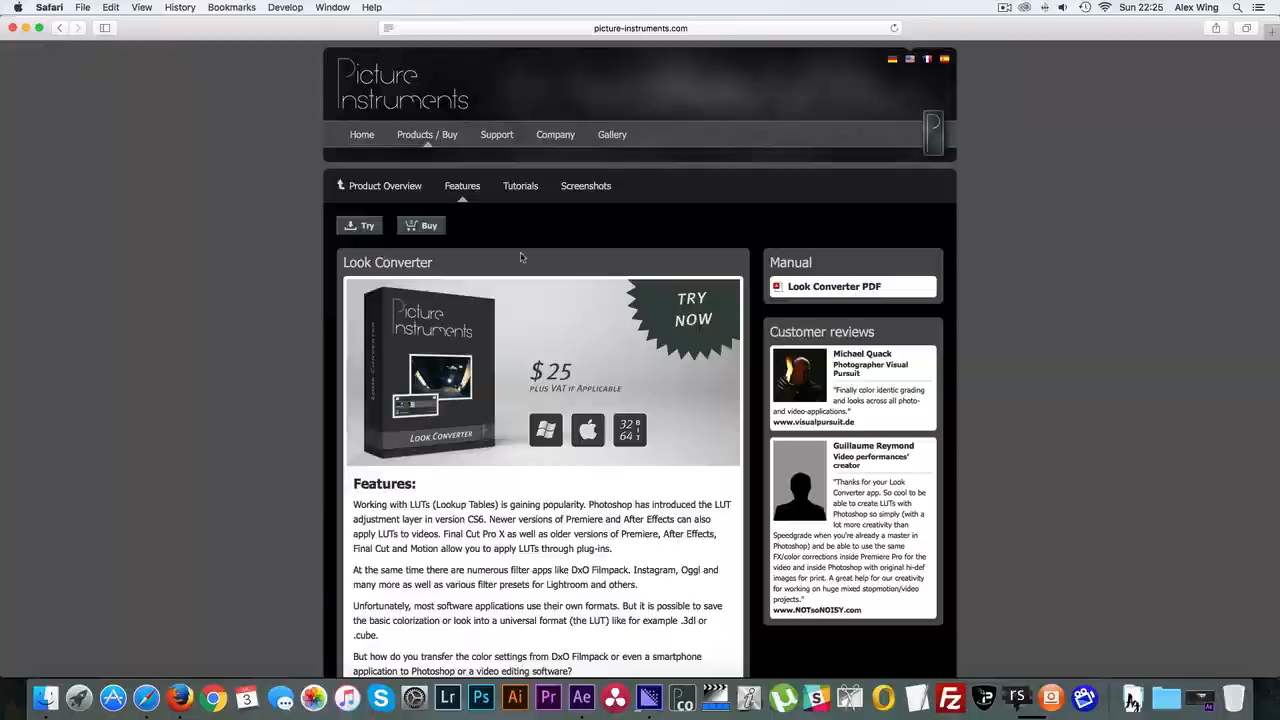 Safari File Edit View History Bookmarks Develop Window Help Sun 22:25 Alex Wing
picture-instruments.com
Picture
Instruments
Home Products / Buy Support Company Gallery
Product Overview Features Tutorials Screenshots
Try Buy
Look Converter
Picture
Instruments
Look Converter
TRY
NOW
$ 25
PLUS VAT IF APPLICABLE
32 BIT
64
Features:
Working with LUTs (Lookup Tables) is gaining popularity. Photoshop has introduced the LUT
adjustment layer in version CS6. Newer versions of Premiere and After Effects can also
apply LUTs to videos. Final Cut Pro X as well as older versions of Premiere, After Effects,
Final Cut and Motion allow you to apply LUTs through plug-ins.
At the same time there are numerous filter apps like DxO Filmpack. Instagram, Oggl and
many more as well as various filter presets for Lightroom and others.
Unfortunately, most software applications use their own formats. But it is possible to save
the basic colorization or look into a universal format (the LUT) like for example .3dl or
.cube.
But how do you transfer the color settings from DxO Filmpack or even a smartphone
application to Photoshop or a video editing software?
Manual
Look Converter PDF
Customer reviews
Michael Quack
Photographer Visual
Pursuit
"Finally color identic grading
and looks across all photo-
and video-applications."
www.visualpursuit.de
Guillaume Reymond
Video performances'
creator
"Thanks for your Look
Converter app. So cool to be
able to create LUTs with
Photoshop so simply (with a
lot more creativity than
Speedgrade when you're already a master in
Photoshop) and be able to use the same
FX/color corrections inside Premiere Pro for the
video and inside Photoshop with original hi-def
images for print. A great help for our creativity
for working on huge mixed stopmotion/video
projects."
www.NOTsoNOISY.com
3 Lr Ps Ai Pr Ae CO FZ rs